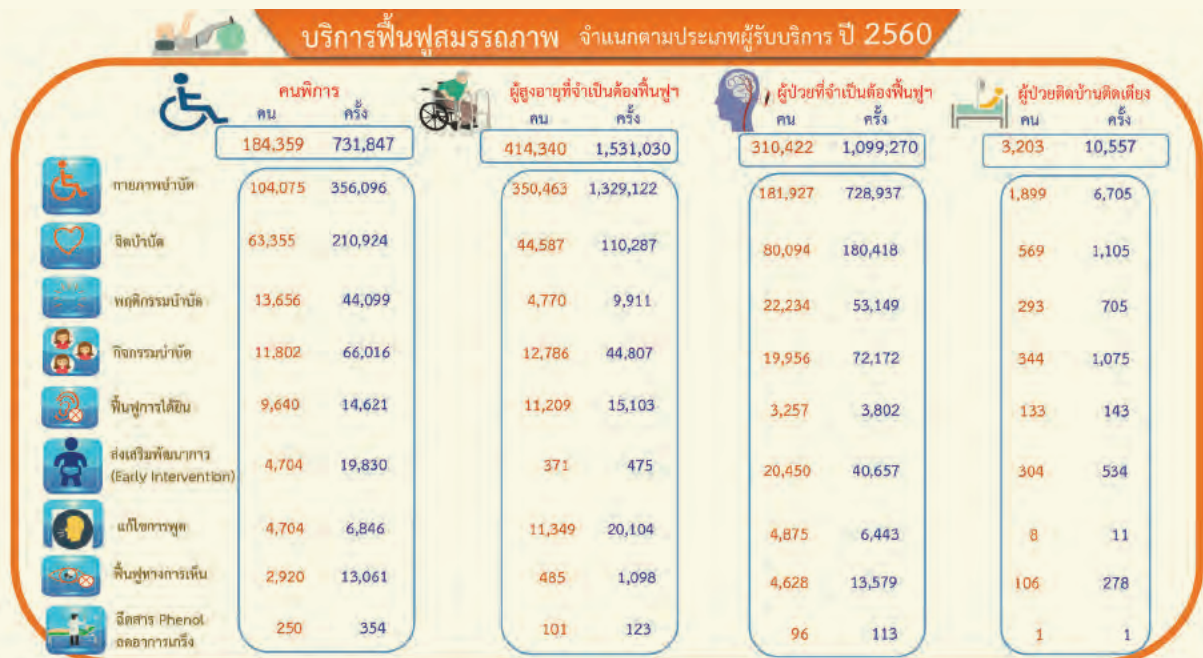 บริการฟื้นฟูสมรรถภาพ จำแนกตามประเภทผู้รับบริการ ปี 2560
คนพิการ ผู้สูงอายุที่จำเป็นต้องฟื้นฟูฯ ผู้ป่วยที่จำเป็นต้องฟื้นฟูฯ ผู้ป่วยติดบ้านติดเตียง
คน ครั้ง คน ครั้ง คน ครั้ง คน ครั้ง
184,359 731,847 414,340 1,531,030 310,422 1,099,270 3,203 10,557
กายภาพบำบัด 104,075 356,096 350,463 1,329,122 181,927 728,937 1,899 6,705
จิตบำบัด 63,355 210,924 44,587 110,287 80,094 180,418 569 1,105
พฤติกรรมบำบัด 13,656 44,099 4,770 9,911 22,234 53,149 293 705
กิจกรรมบำบัด 11,802 66,016 12,786 44,807 19,956 72,172 344 1,075
ฟื้นฟูการได้ยิน 9,640 14,621 11,209 15,103 3,257 3,802 133 143
ส่งเสริมพัฒนาการ
(Early Intervention) 4,704 19,830 371 475 20,450 40,657 304 534
แก้ไขการพูด 4,704 6,846 11,349 20,104 4,875 6,443 8 11
ฟื้นฟูทางการเห็น 2,920 13,061 485 1,098 4,628 13,579 106 278
ฉีดสาร Phenol
ลดอาการเกร็ง 250 354 101 123 96 113 1 1